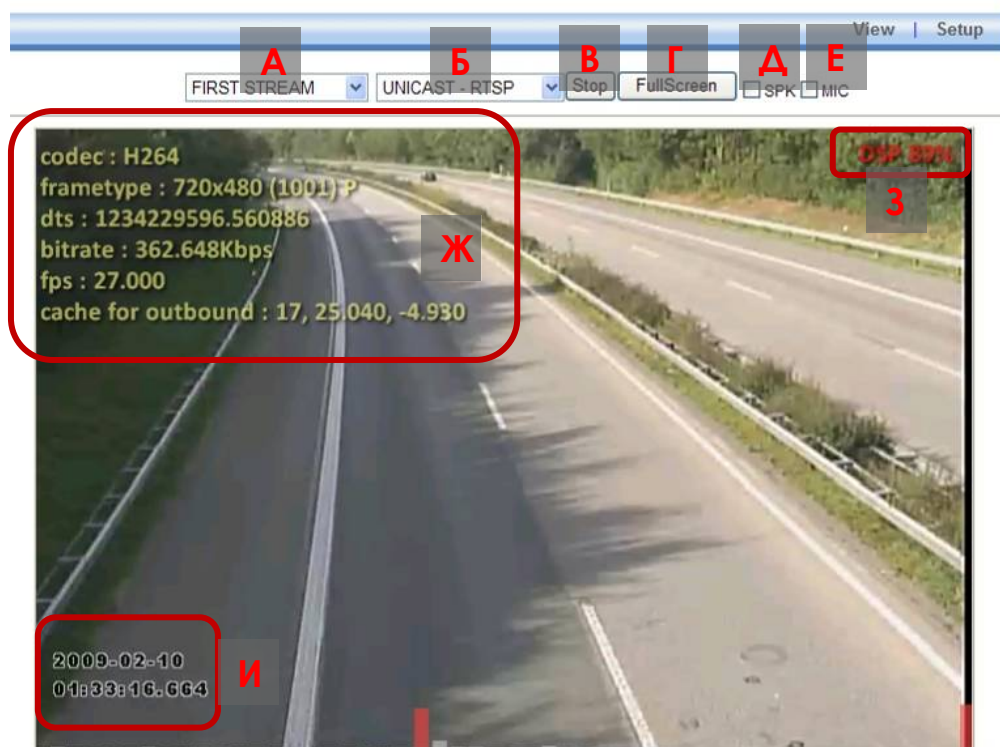 View | Setup
А Б В Г Д Е
FIRST STREAM UNICAST - RTSP Stop FullScreen SPK MIC
codec : H264
DSP 89%
frametype : 720x480 (1001) P
З
dts : 1234229596.560886
bitrate : 362.648Kbps
Ж
fps : 27.000
cache for outbound : 17, 25.040, -4.930
2009-02-10
И
01:33:16.664